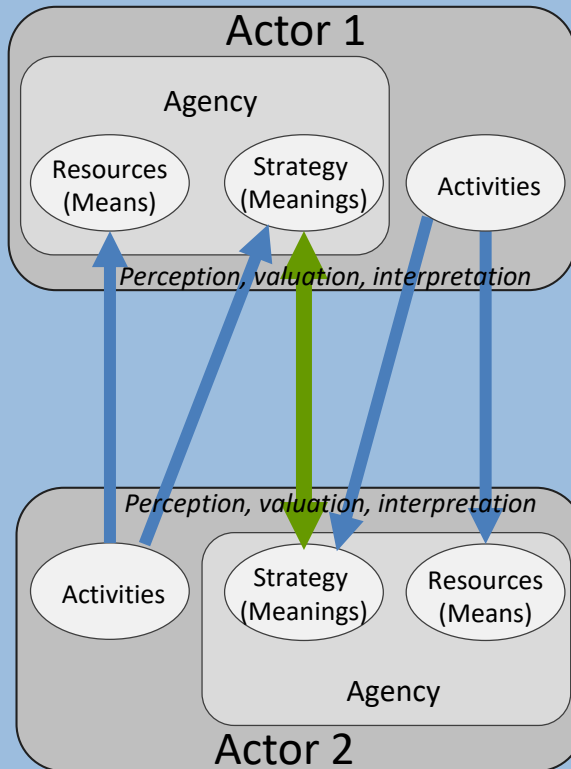 Actor 1
Agency
Resources
(Means)
Strategy
(Meanings)
Activities
Perception, valuation, interpretation
Perception, valuation, interpretation
Activities
Strategy
(Meanings)
Resources
(Means)
Agency
Actor 2